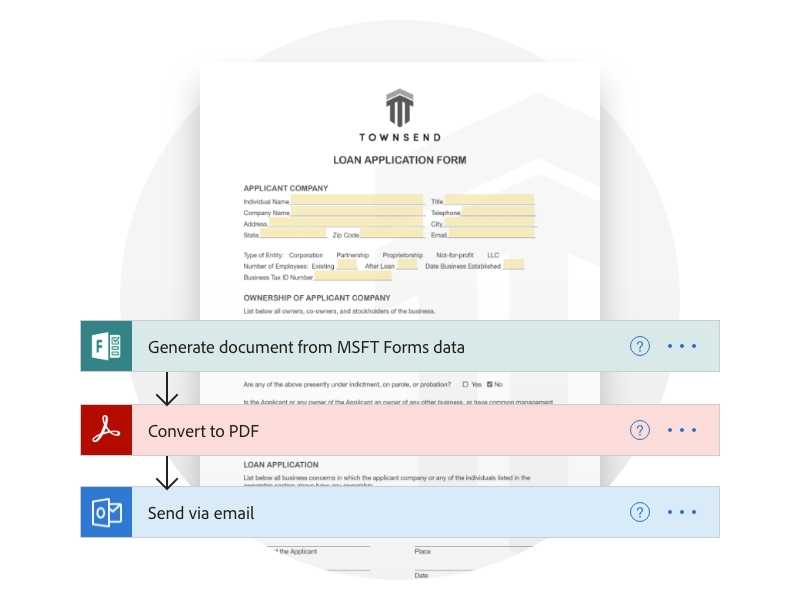 TOWNSEND
LOAN APPLICATION FORM
APPLICANT COMPANY
Individual Name Title
Company Name Telephone
Address City
State Zip Code Email
Type of Entity: Corporation Partnership Proprietorship Not-for-profit LLC
Number of Employees: Existing After Loan Date Business Established
Business Tax ID Number
OWNERSHIP OF APPLICANT COMPANY
List below all owners, co-owners, and stockholders of the business.
F
Generate document from MSFT Forms data ? ...
Are any of the above presently under indictment, on parole, or probation? Yes No
Is the Applicant or any owner of the Applicant an owner of any other business, or have common management
Convert to PDF ? ...
LOAN APPLICATION
List below all business concerns in which the applicant company or any of the individuals listed in the
O
Send via email ? ...
the Applicant Place
Date